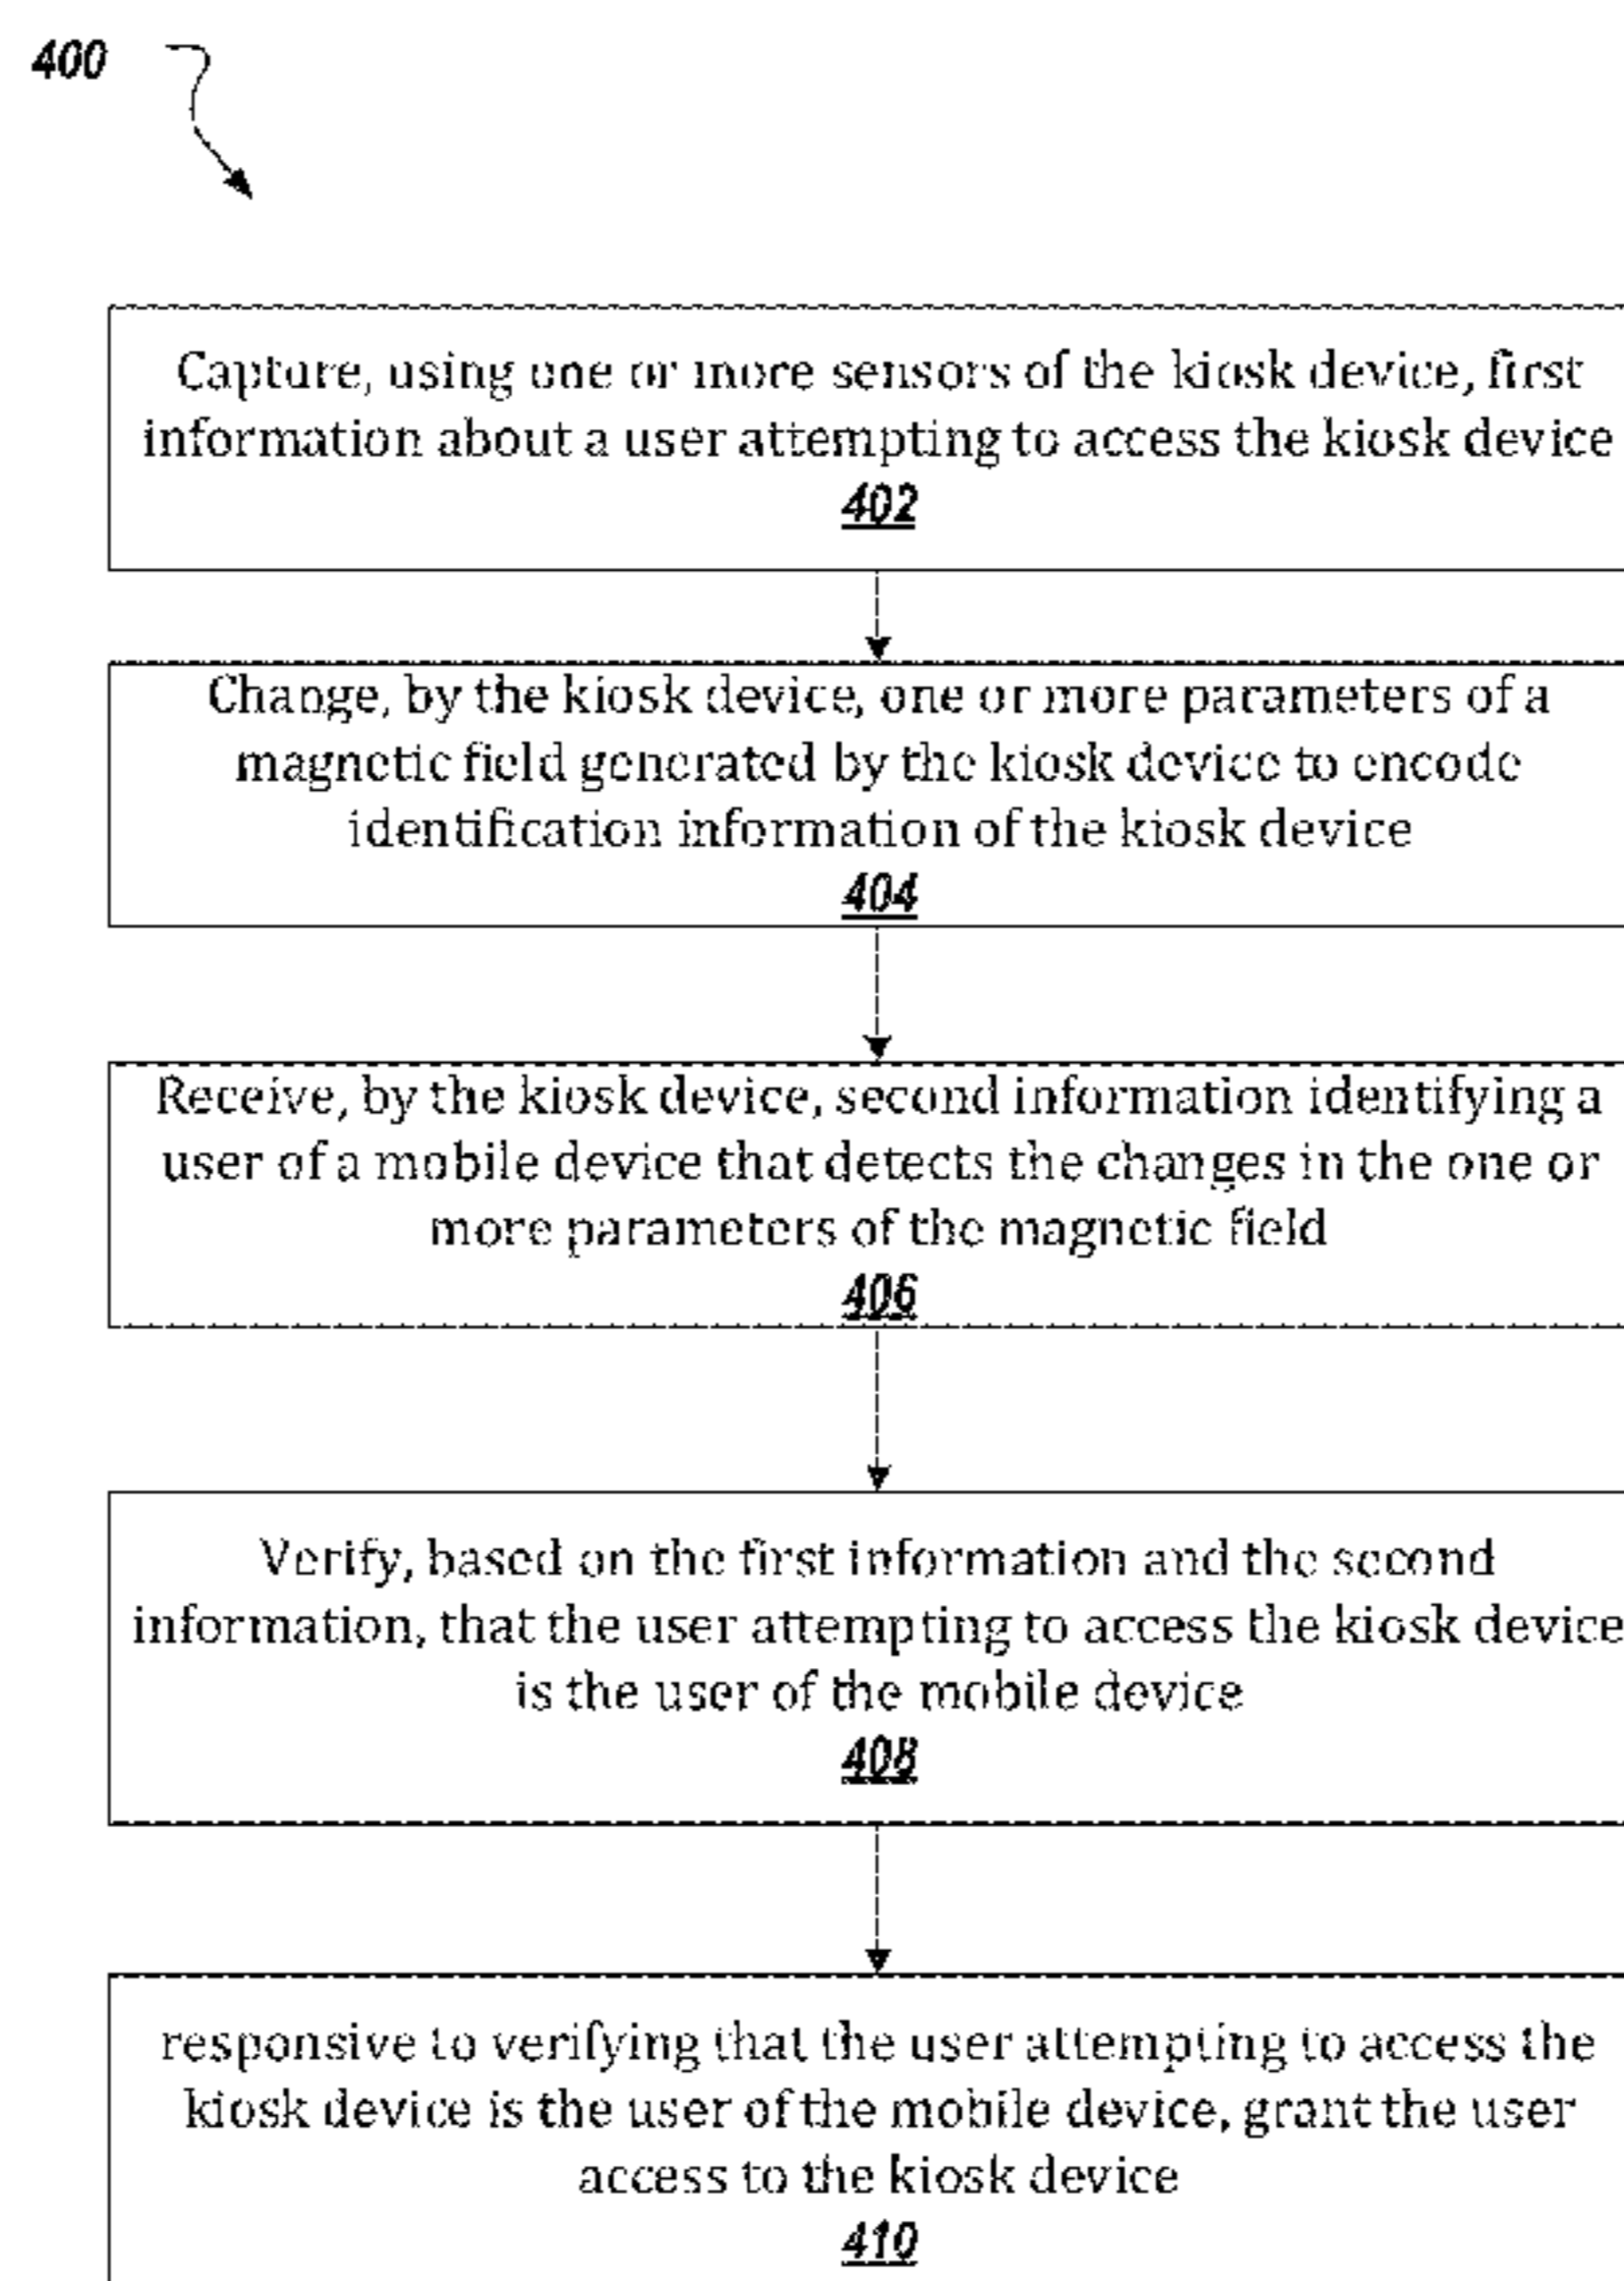 400
Capture, using one or more sensors of the kiosk device, first
information about a user attempting to access the kiosk device
402
Change, by the kiosk device, one or more parameters of a
magnetic field generated by the kiosk device to encode
identification information of the kiosk device
404
Receive, by the kiosk device, second information identifying a
user of a mobile device that detects the changes in the one or
more parameters of the magnetic field
406
Verify, based on the first information and the second
information, that the user attempting to access the kiosk device
is the user of the mobile device
408
responsive to verifying that the user attempting to access the
kiosk device is the user of the mobile device, grant the user
access to the kiosk device
410